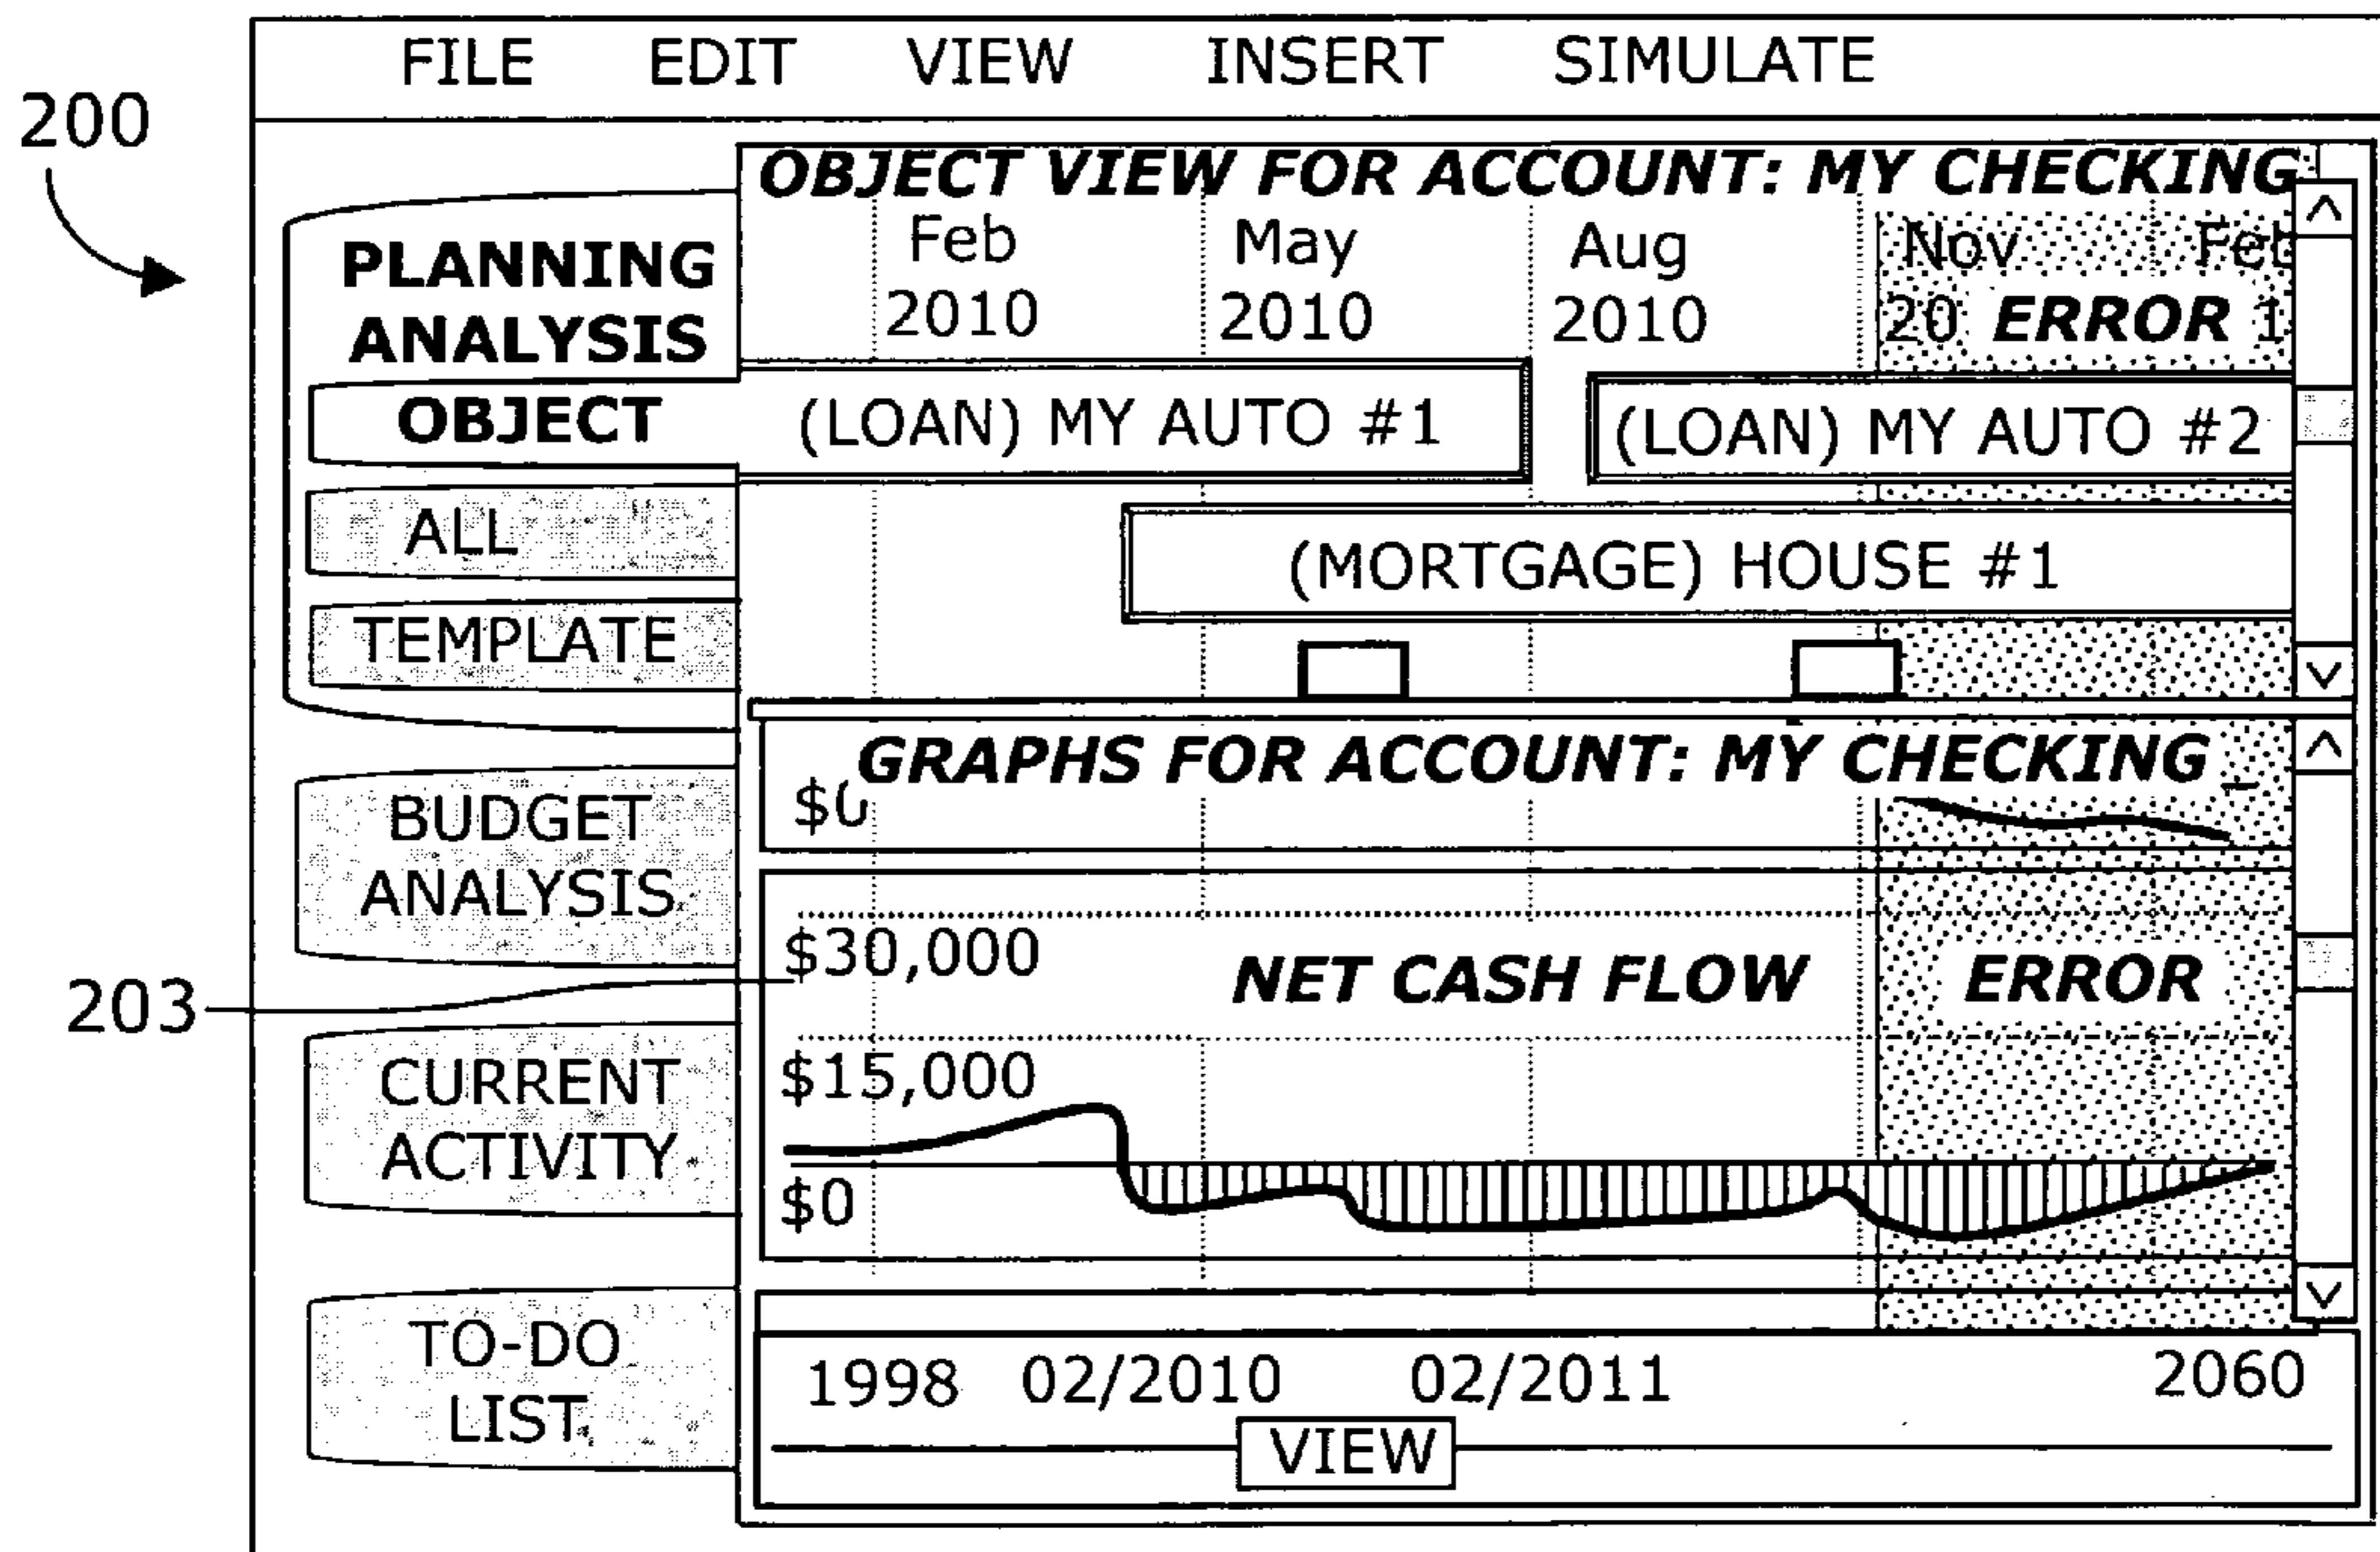 FILE EDIT VIEW INSERT SIMULATE
200
OBJECT VIEW FOR ACCOUNT: MY CHECKING
PLANNING
ANALYSIS
Feb May Aug Nov Feb
2010 2010 2010 20 ERROR 1
OBJECT
(LOAN) MY AUTO #1 (LOAN) MY AUTO #2
ALL
(MORTGAGE) HOUSE #1
TEMPLATE
GRAPHS FOR ACCOUNT: MY CHECKING
BUDGET
ANALYSIS
203
$30,000
NET CASH FLOW ERROR
$15,000
CURRENT
ACTIVITY
$0
TO-DO
LIST
1998 02/2010 02/2011 2060
VIEW